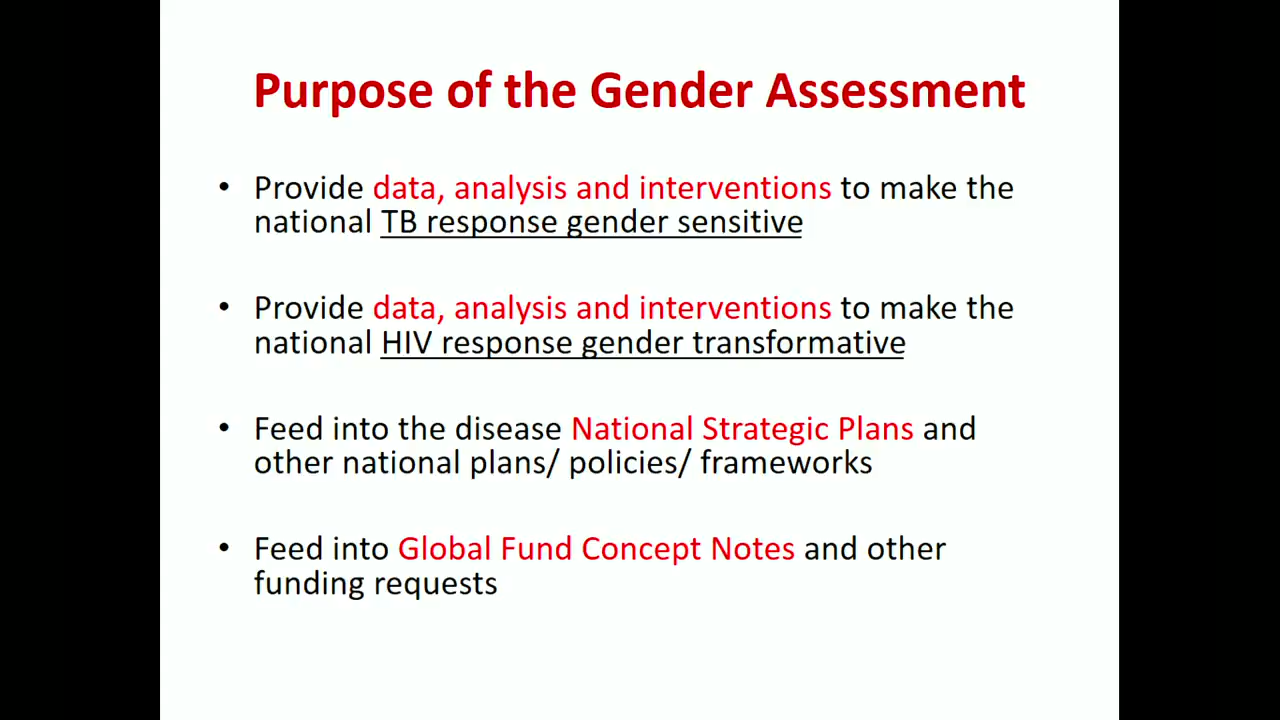 Purpose of the Gender Assessment
• Provide data, analysis and interventions to make the
national TB response gender sensitive
• Provide data, analysis and interventions to make the
national HIV response gender transformative
• Feed into the disease National Strategic Plans and
other national plans/ policies/ frameworks
• Feed into Global Fund Concept Notes and other
funding requests